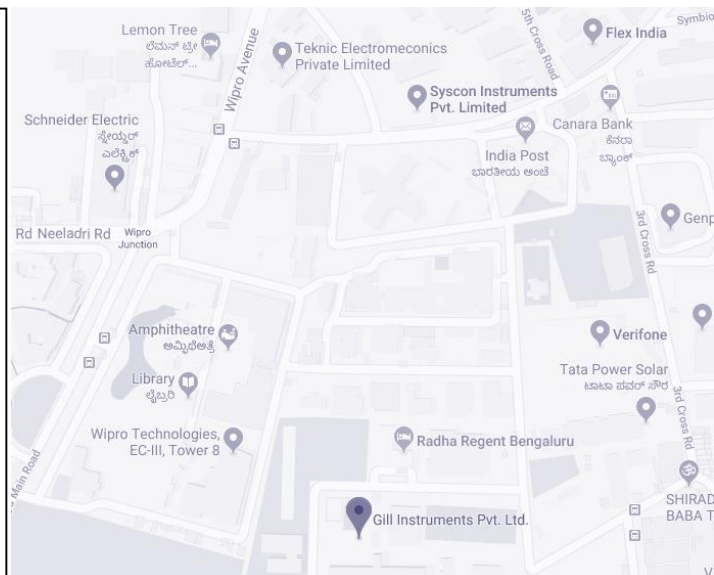 Lemon Tree
ಲೆಮನ್ ಟ್ರೀ
ಹೋಟೆಲ್...
Wipro Avenue
Teknic Electromeconics
Private Limited
5th Cross Road
Flex India
Symbio
Syscon Instruments
Pvt. Limited
Schneider Electric
ಸ್ನೇಯ್ಡರ್
ಎಲೆಕ್ಟ್ರಿಕ್
Canara Bank
ಕೆನರಾ
ಬ್ಯಾಂಕ್
India Post
ಭಾರತೀಯ ಅಂಚೆ
Rd Neeladri Rd
Wipro
Junction
3rd Cross Rd
Genp
Amphitheatre
ಆಮ್ಫಿಥಿಅತ್ರೆ
Verifone
Library
ಲೈಬ್ರರಿ
Tata Power Solar
ಟಾಟಾ ಪವರ್ ಸೌರ
Wipro Technologies,
EC-III, Tower 8
Radha Regent Bengaluru
3rd Cross Rd
Main Road
SHIRAD
BABA T
Gill Instruments Pvt. Ltd.